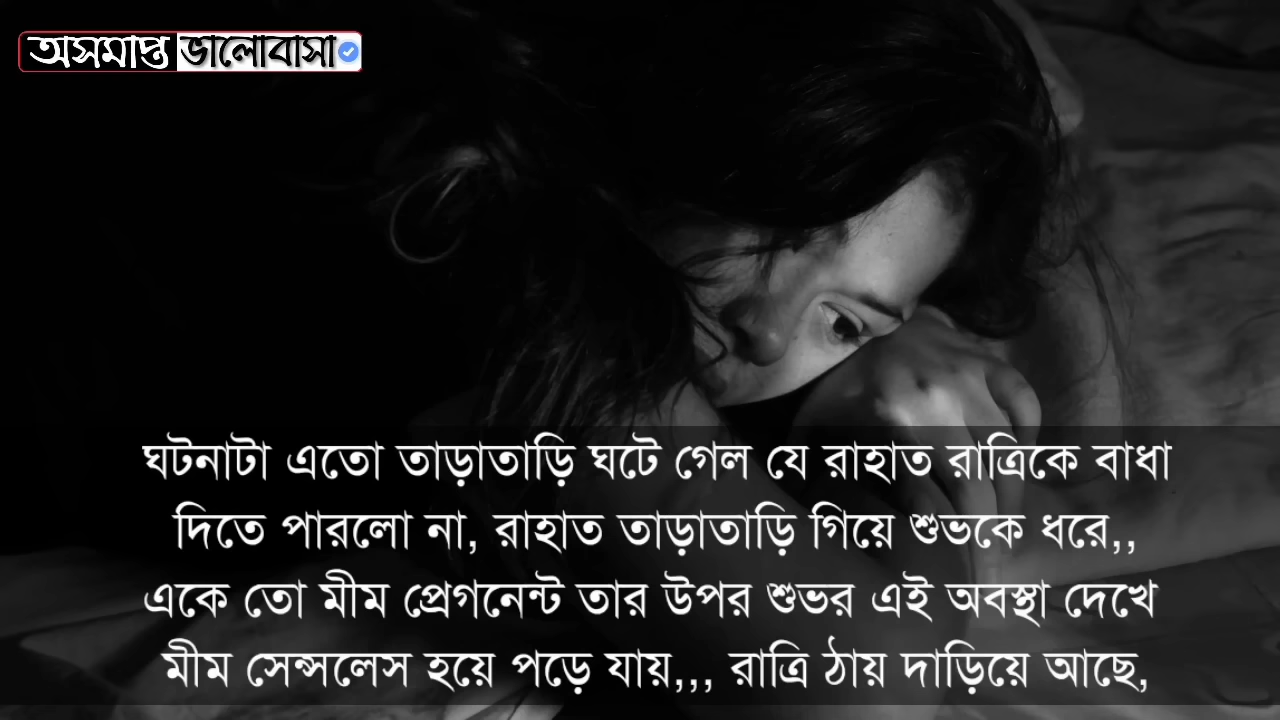 অসমাপ্ত ভালোবাসা
ঘটনাটা এতো তাড়াতাড়ি ঘটে গেল যে রাহাত রাত্রিকে বাধা
দিতে পারলো না, রাহাত তাড়াতাড়ি গিয়ে শুভকে ধরে,,
একে তো মীম প্রেগনেন্ট তার উপর শুভর এই অবস্থা দেখে
মীম সেন্সলেস হয়ে পড়ে যায়,,, রাত্রি ঠায় দাড়িয়ে আছে,